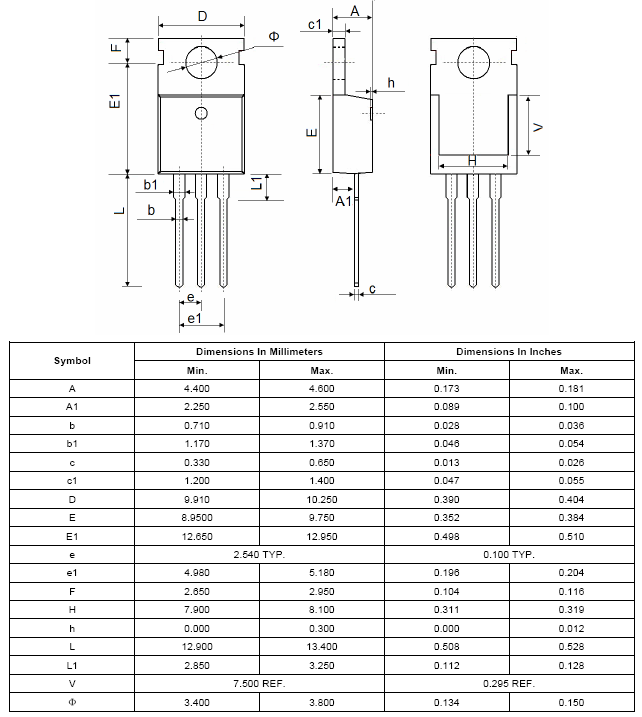 A
D
c1
Φ
F
h
E1
E
V
H
b1
L1
A1
L
b
c
e
e1
Symbol Dimensions In Millimeters Dimensions In Inches
Min. Max. Min. Max.
A 4.400 4.600 0.173 0.181
A1 2.250 2.550 0.089 0.100
b 0.710 0.910 0.028 0.036
b1 1.170 1.370 0.046 0.054
c 0.330 0.650 0.013 0.026
c1 1.200 1.400 0.047 0.055
D 9.910 10.250 0.390 0.404
E 8.9500 9.750 0.352 0.384
E1 12.650 12.950 0.498 0.510
e 2.540 TYP. 0.100 TYP.
e1 4.980 5.180 0.196 0.204
F 2.650 2.950 0.104 0.116
H 7.900 8.100 0.311 0.319
h 0.000 0.300 0.000 0.012
L 12.900 13.400 0.508 0.528
L1 2.850 3.250 0.112 0.128
V 7.500 REF. 0.295 REF.
Φ 3.400 3.800 0.134 0.150